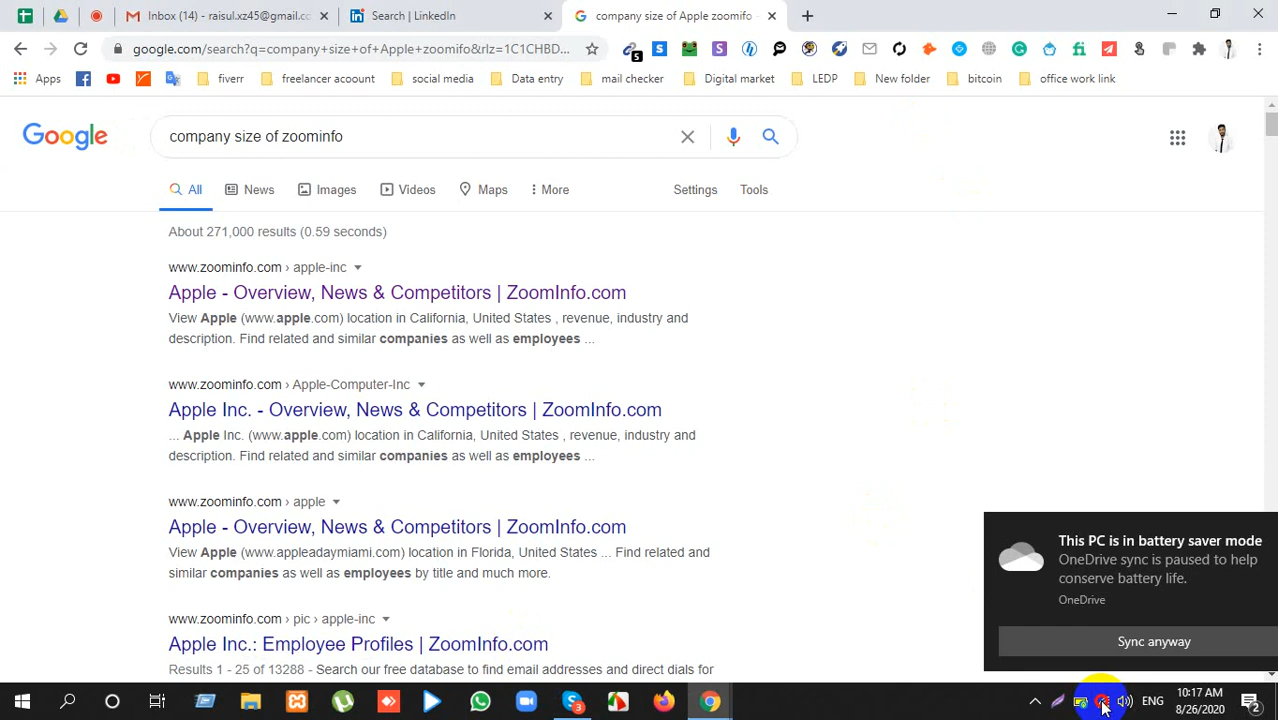 Inbox (14) - raisul.xz45@gmail.cc
Search | LinkedIn
company size of Apple zoomifo
google.com/search?q=company+size+of+Apple+zoomifo&rlz=1C1CHBD...
Apps
fiverr
freelancer acount
social media
Data entry
mail checker
Digital market
LEDP
New folder
bitcoin
office work link
Google
company size of zoominfo
All
News
Images
Videos
Maps
More
Settings
Tools
About 271,000 results (0.59 seconds)
www.zoominfo.com › apple-inc
Apple - Overview, News & Competitors | ZoomInfo.com
View Apple (www.apple.com) location in California, United States , revenue, industry and
description. Find related and similar companies as well as employees ...
www.zoominfo.com › Apple-Computer-Inc
Apple Inc. - Overview, News & Competitors | ZoomInfo.com
... Apple Inc. (www.apple.com) location in California, United States , revenue, industry and
description. Find related and similar companies as well as employees ...
www.zoominfo.com › apple
Apple - Overview, News & Competitors | ZoomInfo.com
View Apple (www.appleadaymiami.com) location in Florida, United States ... Find related and
similar companies as well as employees by title and much more.
www.zoominfo.com › pic › apple-inc
Apple Inc.: Employee Profiles | ZoomInfo.com
Results 1 - 25 of 13288 - Search our free database to find email addresses and direct dials for
This PC is in battery saver mode
OneDrive sync is paused to help
conserve battery life.
OneDrive
Sync anyway
3
ENG
10:17 AM
8/26/2020
2